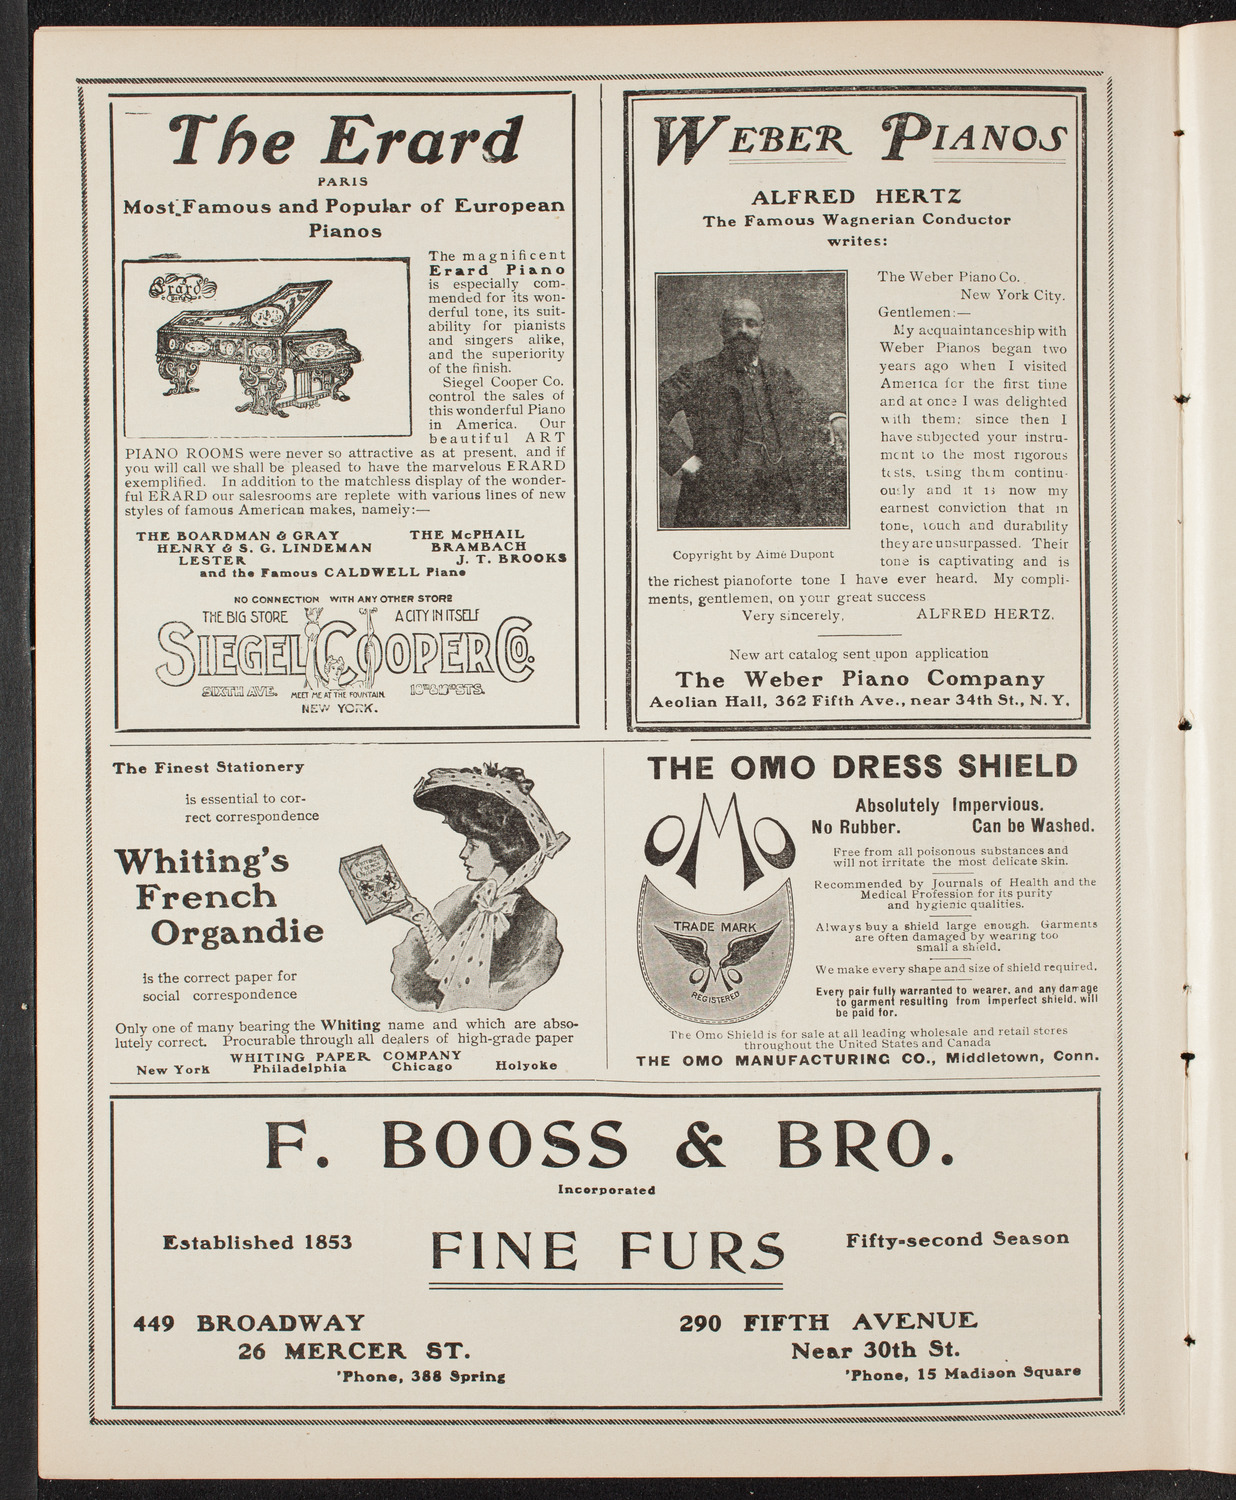 The Erard
PARIS
Most Famous and Popular of European
Pianos
Erard
The magnificent
Erard Piano
is especially com-
mended for its won-
derful tone, its suit-
ability for pianists
and singers alike,
and the superiority
of the finish.
Siegel Cooper Co.
control the sales of
this wonderful Piano
in America. Our
beautiful ART
PIANO ROOMS were never so attractive as at present, and if
you will call we shall be pleased to have the marvelous ERARD
exemplified. In addition to the matchless display of the wonder-
ful ERARD our salesrooms are replete with various lines of new
styles of famous American makes, namely:—
THE BOARDMAN & GRAY THE McPHAIL
HENRY & S. G. LINDEMAN BRAMBACH
LESTER J. T. BROOKS
and the Famous CALDWELL Piano
NO CONNECTION WITH ANY OTHER STORE
THE BIG STORE A CITY IN ITSELF
SIEGEL COOPER CO.
SIXTH AVE. MEET ME AT THE FOUNTAIN. 18TH & 19TH STS.
NEW YORK.
WEBER PIANOS
ALFRED HERTZ
The Famous Wagnerian Conductor
writes:
The Weber Piano Co.
New York City.
Gentlemen:—
My acquaintanceship with
Weber Pianos began two
years ago when I visited
America for the first time
and at once I was delighted
with them; since then I
have subjected your instru-
ment to the most rigorous
tests, using them continu-
ously and it is now my
earnest conviction that in
tone, touch and durability
they are unsurpassed. Their
tone is captivating and is
Copyright by Aimé Dupont
the richest pianoforte tone I have ever heard. My compli-
ments, gentlemen, on your great success
Very sincerely, ALFRED HERTZ.
New art catalog sent upon application
The Weber Piano Company
Aeolian Hall, 362 Fifth Ave., near 34th St., N. Y.
The Finest Stationery
is essential to cor-
rect correspondence
Whiting's
French
Organdie
is the correct paper for
social correspondence
Only one of many bearing the Whiting name and which are abso-
lutely correct. Procurable through all dealers of high-grade paper
WHITING PAPER COMPANY
New York Philadelphia Chicago Holyoke
THE OMO DRESS SHIELD
OMO
TRADE MARK
OMO
REGISTERED
Absolutely Impervious.
No Rubber. Can be Washed.
Free from all poisonous substances and
will not irritate the most delicate skin.
Recommended by Journals of Health and the
Medical Profession for its purity
and hygienic qualities.
Always buy a shield large enough. Garments
are often damaged by wearing too
small a shield.
We make every shape and size of shield required.
Every pair fully warranted to wearer, and any damage
to garment resulting from imperfect shield, will
be paid for.
The Omo Shield is for sale at all leading wholesale and retail stores
throughout the United States and Canada
THE OMO MANUFACTURING CO., Middletown, Conn.
F. BOOSS & BRO.
Incorporated
Established 1853 FINE FURS Fifty-second Season
449 BROADWAY 290 FIFTH AVENUE
26 MERCER ST. Near 30th St.
'Phone, 388 Spring 'Phone, 15 Madison Square